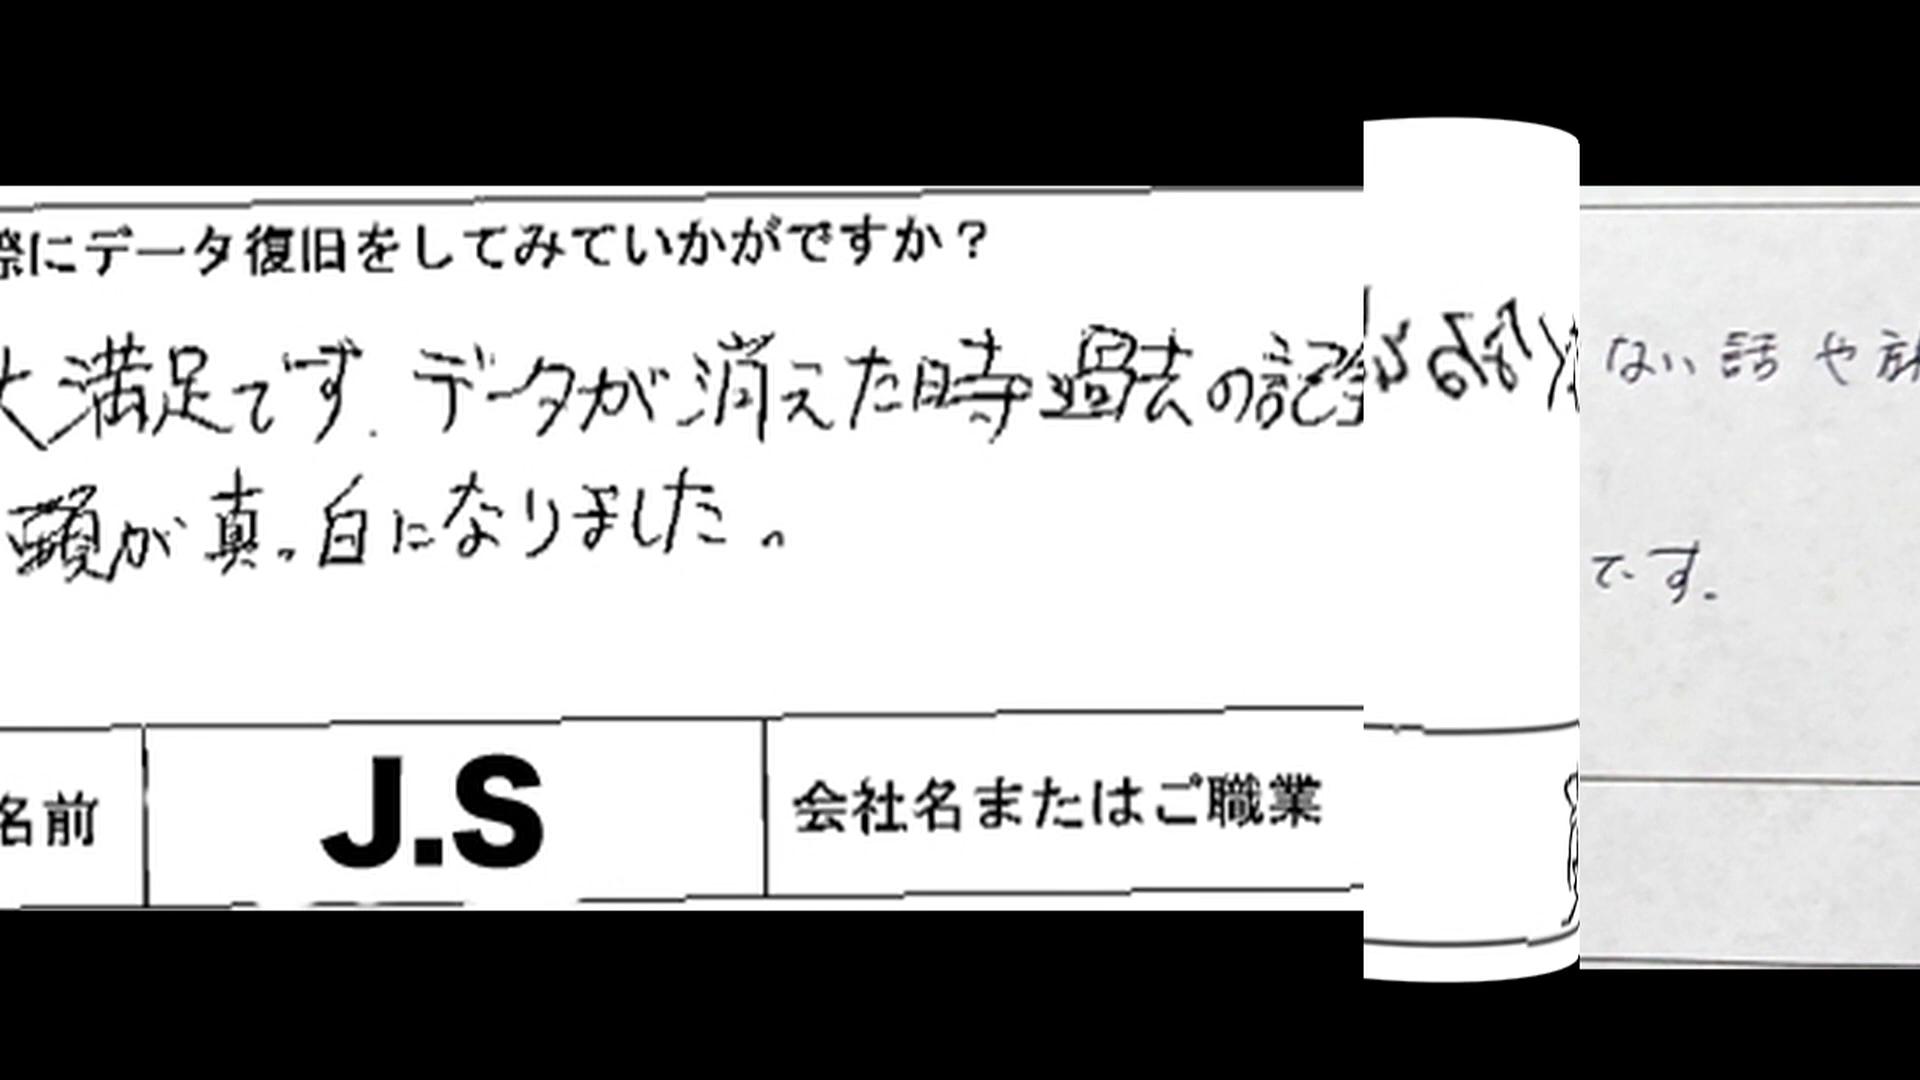 際にデータ復旧をしてみていかがですか?
大満足です.データが消えた時過去の記
頭が真っ白になりました。
名前
J.S
会社名またはご職業
ない話や
です.